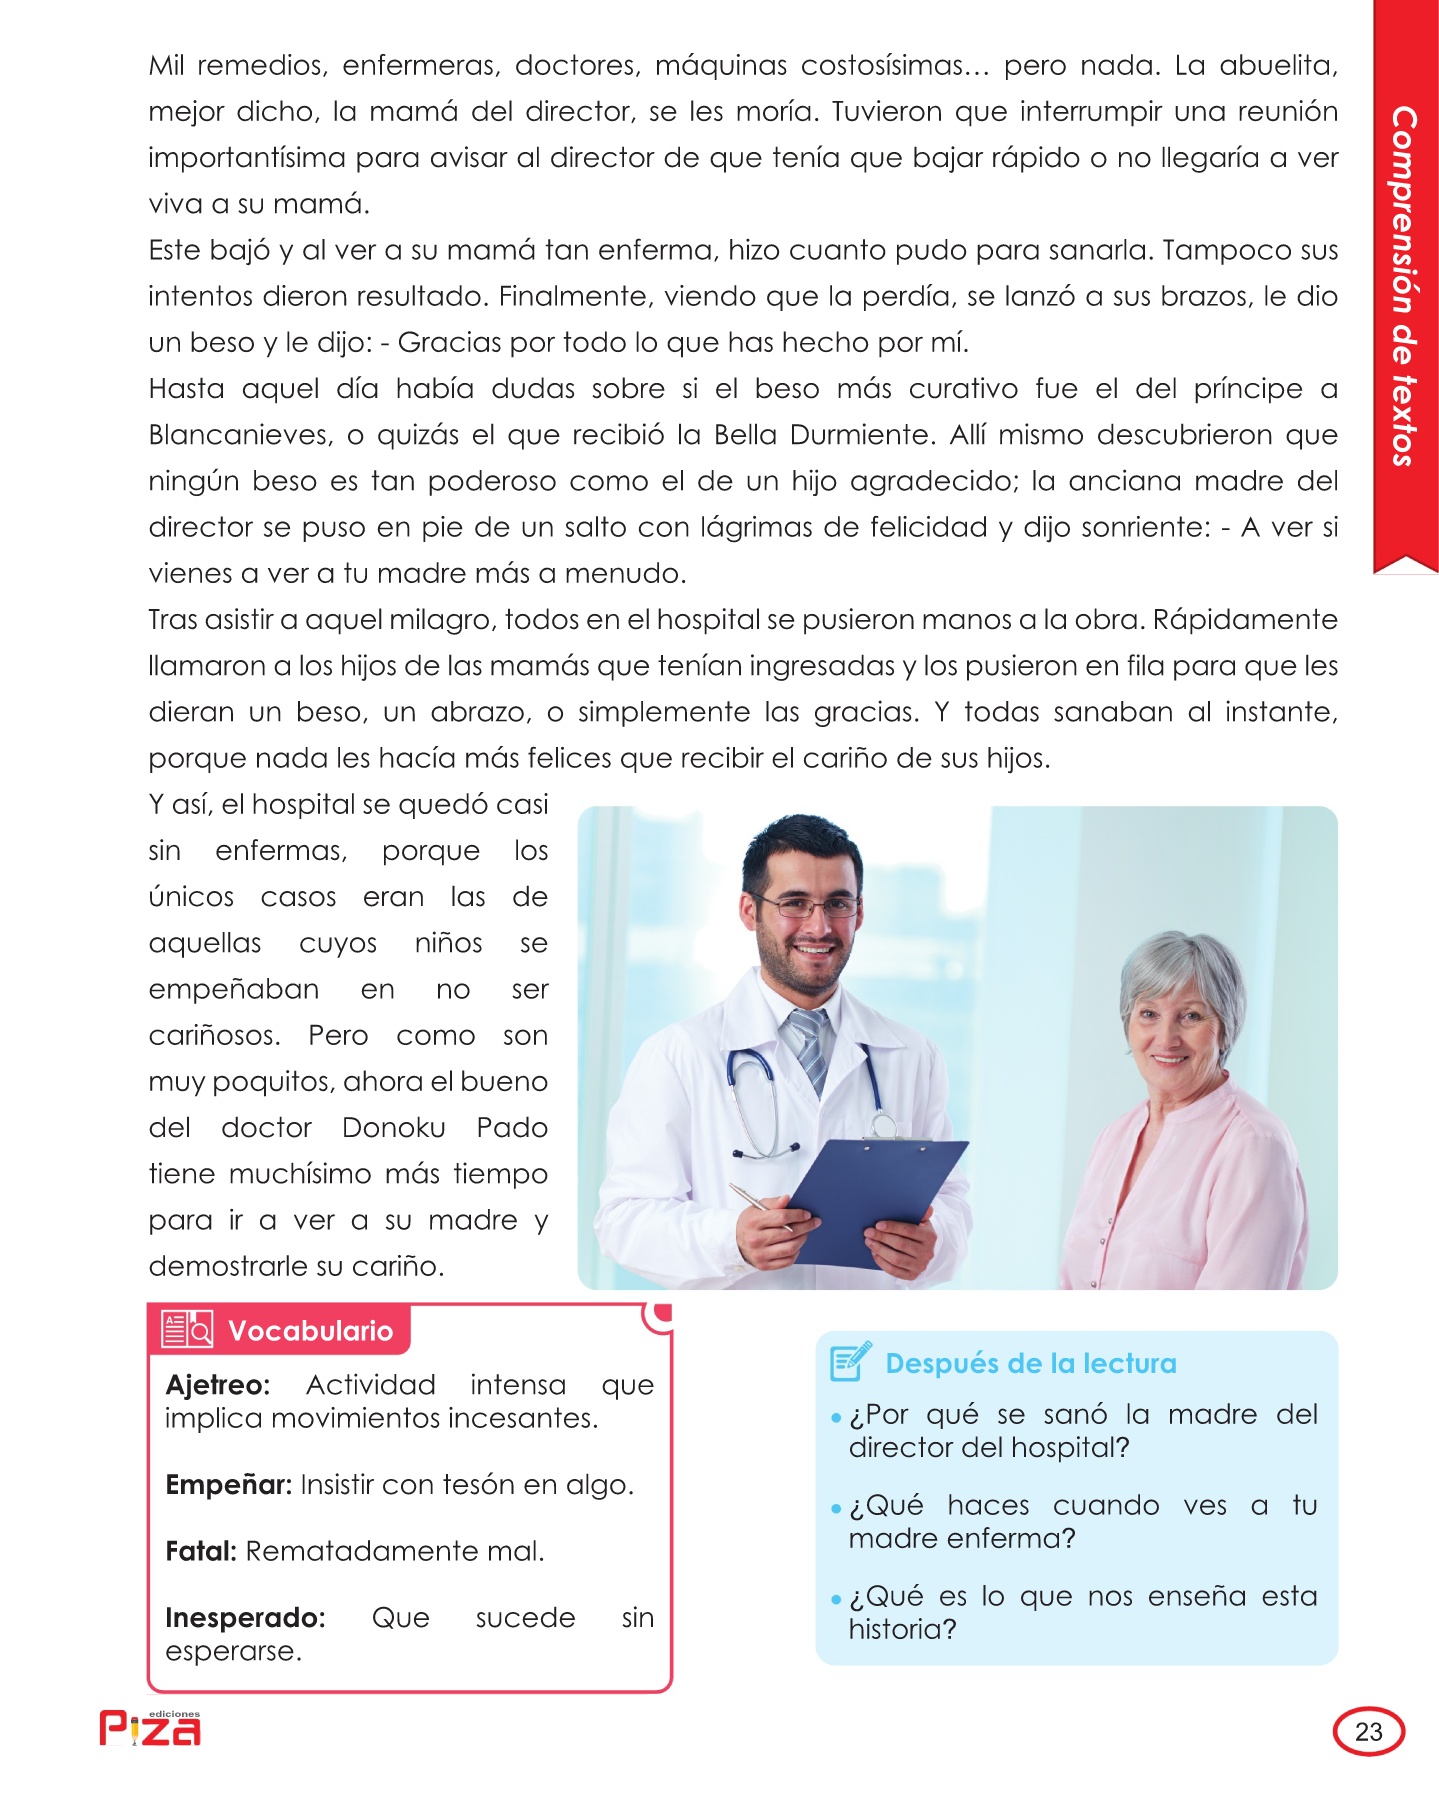 Mil remedios, enfermeras, doctores, máquinas costosísimas... pero nada. La abuelita,
mejor dicho, la mamá del director, se les moría. Tuvieron que interrumpir una reunión
importantísima para avisar al director de que tenía que bajar rápido o no llegaría a ver
viva a su mamá.
Este bajó y al ver a su mamá tan enferma, hizo cuanto pudo para sanarla. Tampoco sus
intentos dieron resultado. Finalmente, viendo que la perdía, se lanzó a sus brazos, le dio
un beso y le dijo: - Gracias por todo lo que has hecho por mí.
Hasta aquel día había dudas sobre si el beso más curativo fue el del príncipe a
Blancanieves, o quizás el que recibió la Bella Durmiente. Allí mismo descubrieron que
ningún beso es tan poderoso como el de un hijo agradecido; la anciana madre del
director se puso en pie de un salto con lágrimas de felicidad y dijo sonriente: - A ver si
vienes a ver a tu madre más a menudo.
Tras asistir a aquel milagro, todos en el hospital se pusieron manos a la obra. Rápidamente
llamaron a los hijos de las mamás que tenían ingresadas y los pusieron en fila para que les
dieran un beso, un abrazo, o simplemente las gracias. Y todas sanaban al instante,
porque nada les hacía más felices que recibir el cariño de sus hijos.
Y así, el hospital se quedó casi
sin enfermas, porque los
únicos casos eran las de
aquellas cuyos niños se
empeñaban en no ser
cariñosos. Pero como son
muy poquitos, ahora el bueno
del doctor Donoku Pado
tiene muchísimo más tiempo
para ir a ver a su madre y
demostrarle su cariño.
Vocabulario
Ajetreo: Actividad intensa que
implica movimientos incesantes.
Empeñar: Insistir con tesón en algo.
Fatal: Rematadamente mal.
Inesperado: Que sucede sin
esperarse.
Después de la lectura
• ¿Por qué se sanó la madre del
director del hospital?
• ¿Qué haces cuando ves a tu
madre enferma?
• ¿Qué es lo que nos enseña esta
historia?
Comprensión de textos
ediciones
Piza
23